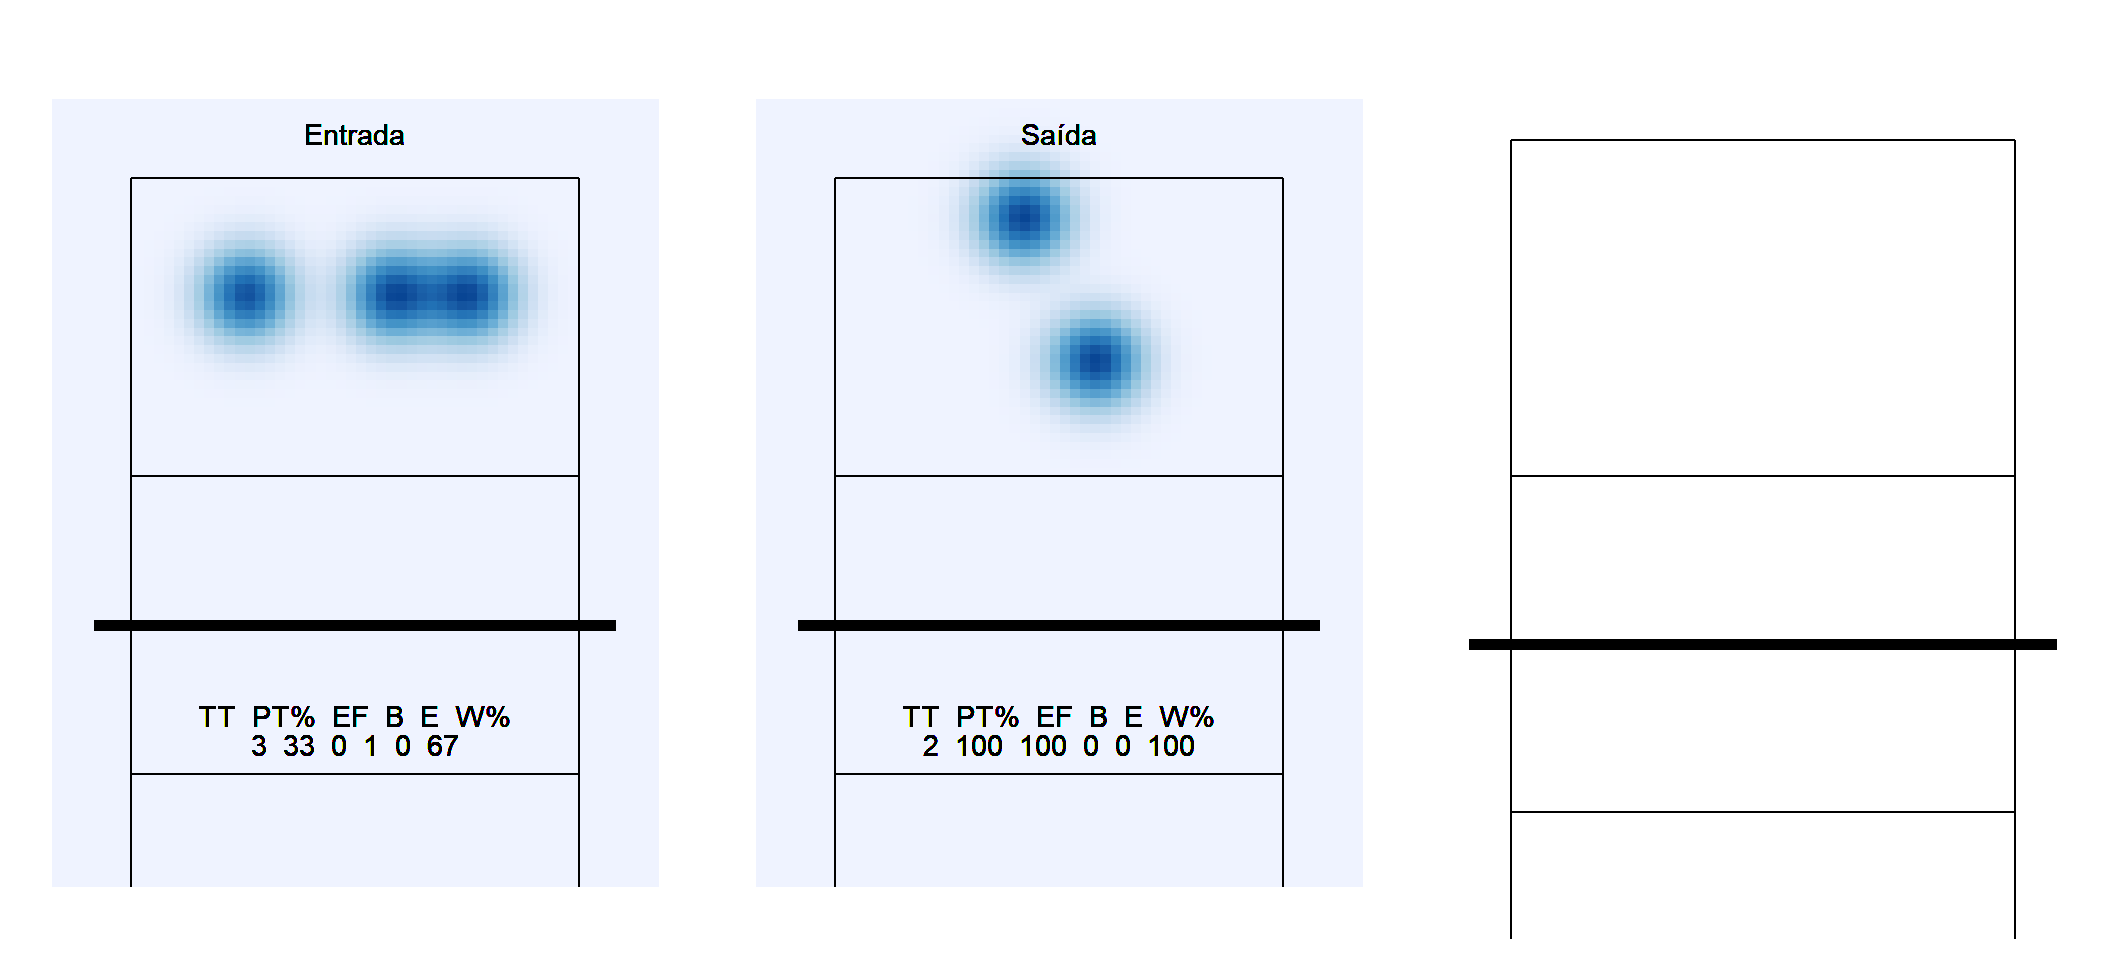 Entrada
TT PT% EF B E W%
3 33 0 1 0 67
Saída
TT PT% EF B E W%
2 100 100 0 0 100